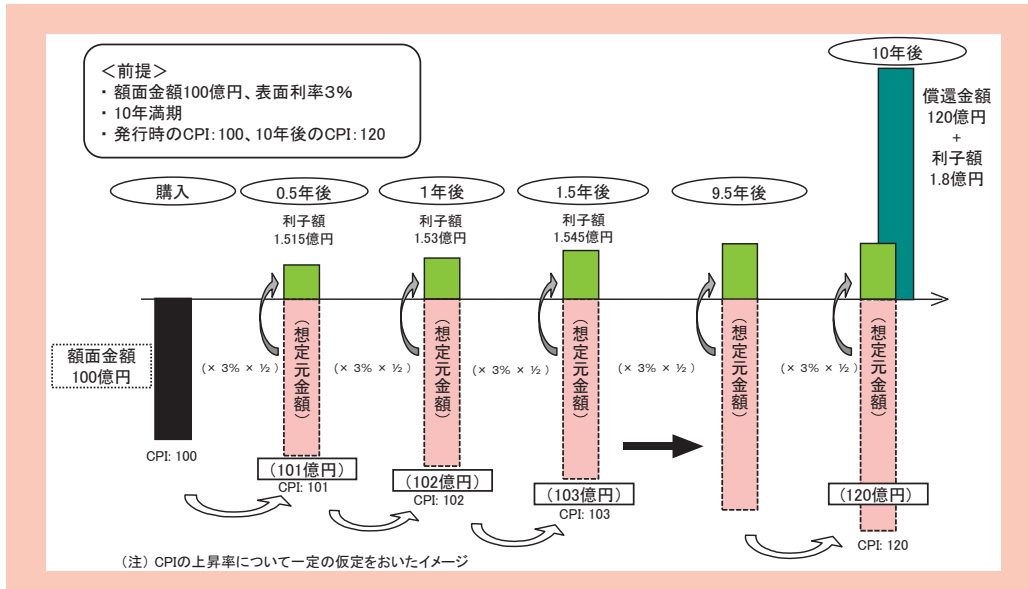 <前提>
・ 額面金額100億円、表面利率3%
・ 10年満期
・ 発行時のCPI：100、10年後のCPI：120
10年後
償還金額
120億円
+
利子額
1.8億円
購入
0.5年後
1年後
1.5年後
9.5年後
利子額
1.515億円
利子額
1.53億円
利子額
1.545億円
額面金額
100億円
(× 3% × ½)
(× 3% × ½)
(× 3% × ½)
(× 3% × ½)
(× 3% × ½)
（想定元金額）
（想定元金額）
（想定元金額）
（想定元金額）
（想定元金額）
CPI: 100
（101億円）
CPI: 101
（102億円）
CPI: 102
（103億円）
CPI: 103
（120億円）
CPI: 120
（注） CPIの上昇率について一定の仮定をおいたイメージ